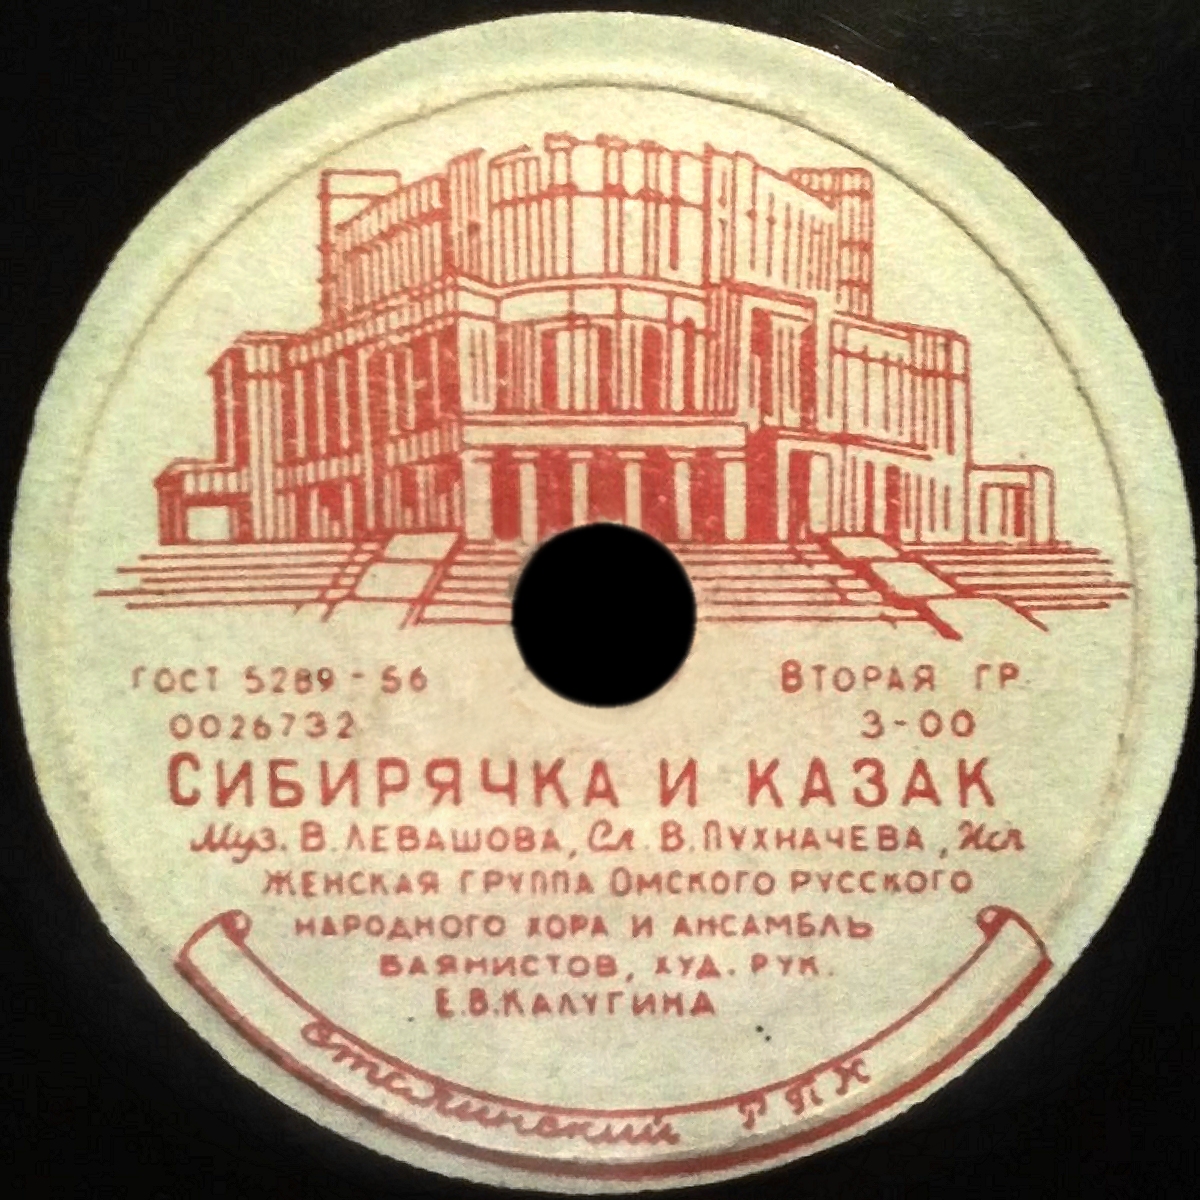 ГОСТ 5289-56 ВТОРАЯ ГР.
0026732 3-00
СИБИРЯЧКА И КАЗАК
Муз. В. ЛЕВАШОВА, Сл. В. ПУХНАЧЕВА, Исп
ЖЕНСКАЯ ГРУППА ОМСКОГО РУССКОГО
НАРОДНОГО ХОРА И АНСАМБЛЬ
БАЯНИСТОВ, ХУД. РУК.
Е.В.КАЛУГИНА
Сталинский РПК